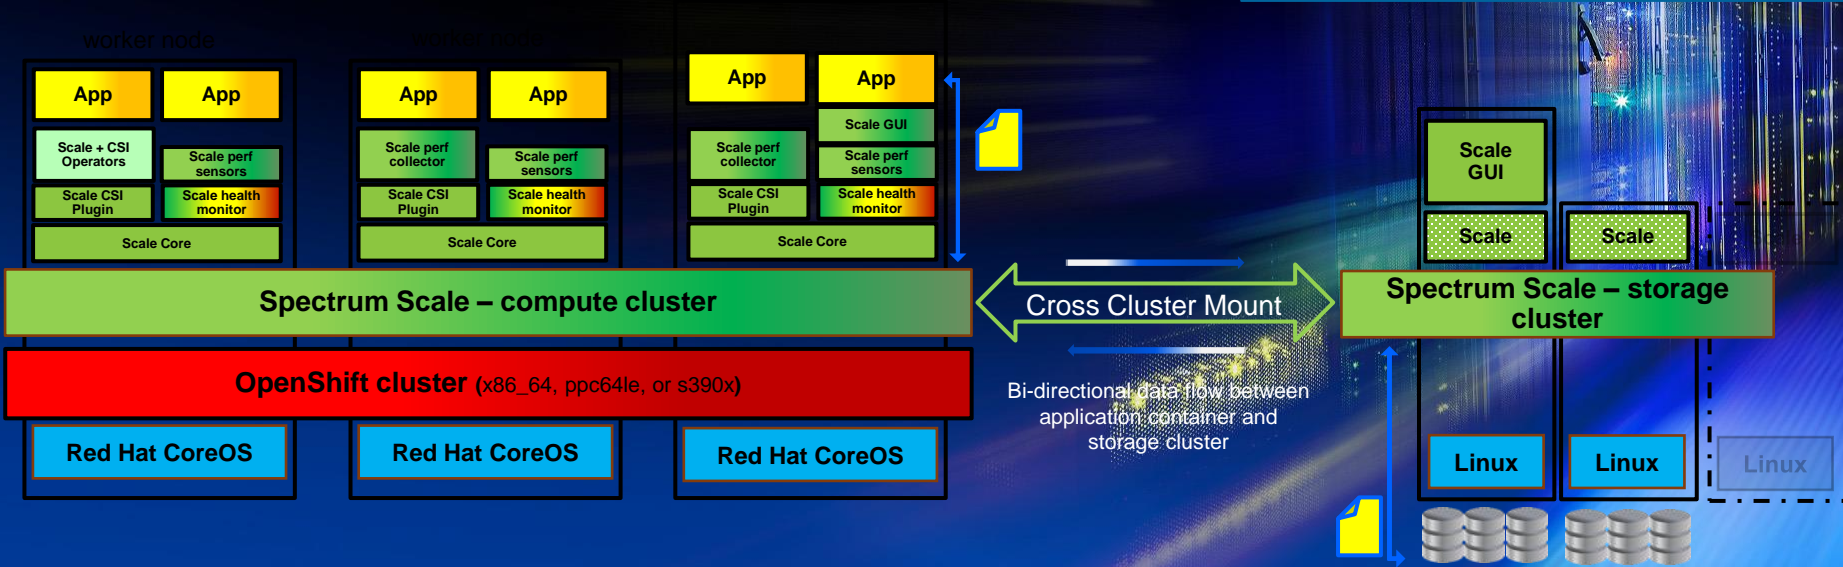 worker node
worker node
App
App
App
App
App
App
Scale + CSI
Operators
Scale perf
sensors
Scale CSI
Plugin
Scale health
monitor
Scale Core
Scale perf
collector
Scale perf
sensors
Scale CSI
Plugin
Scale health
monitor
Scale Core
Scale GUI
Scale perf
collector
Scale perf
sensors
Scale CSI
Plugin
Scale health
monitor
Scale Core
Spectrum Scale – compute cluster
OpenShift cluster (x86_64, ppc64le, or s390x)
Red Hat CoreOS
Red Hat CoreOS
Red Hat CoreOS
Cross Cluster Mount
Bi-directional data flow between
application container and
storage cluster
Scale
GUI
Scale
Scale
Spectrum Scale – storage
cluster
Linux
Linux
Linux